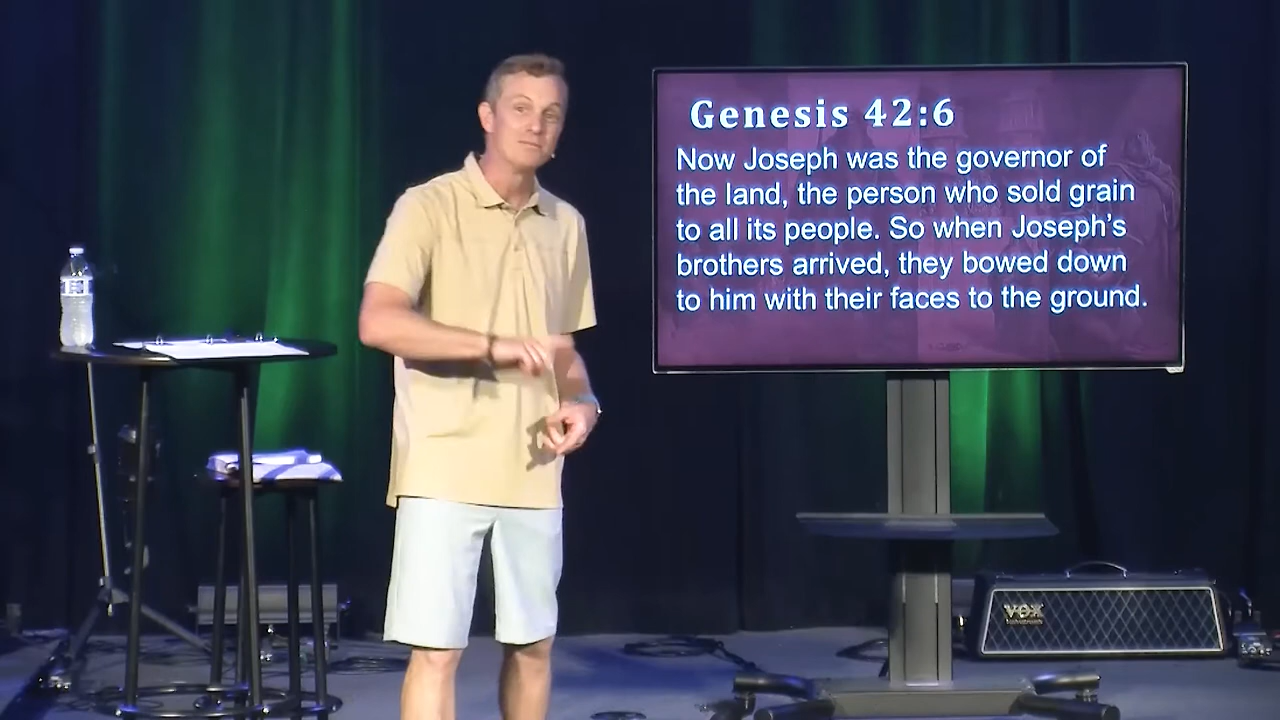 Genesis 42:6
Now Joseph was the governor of
the land, the person who sold grain
to all its people. So when Joseph's
brothers arrived, they bowed down
to him with their faces to the ground.
VOX